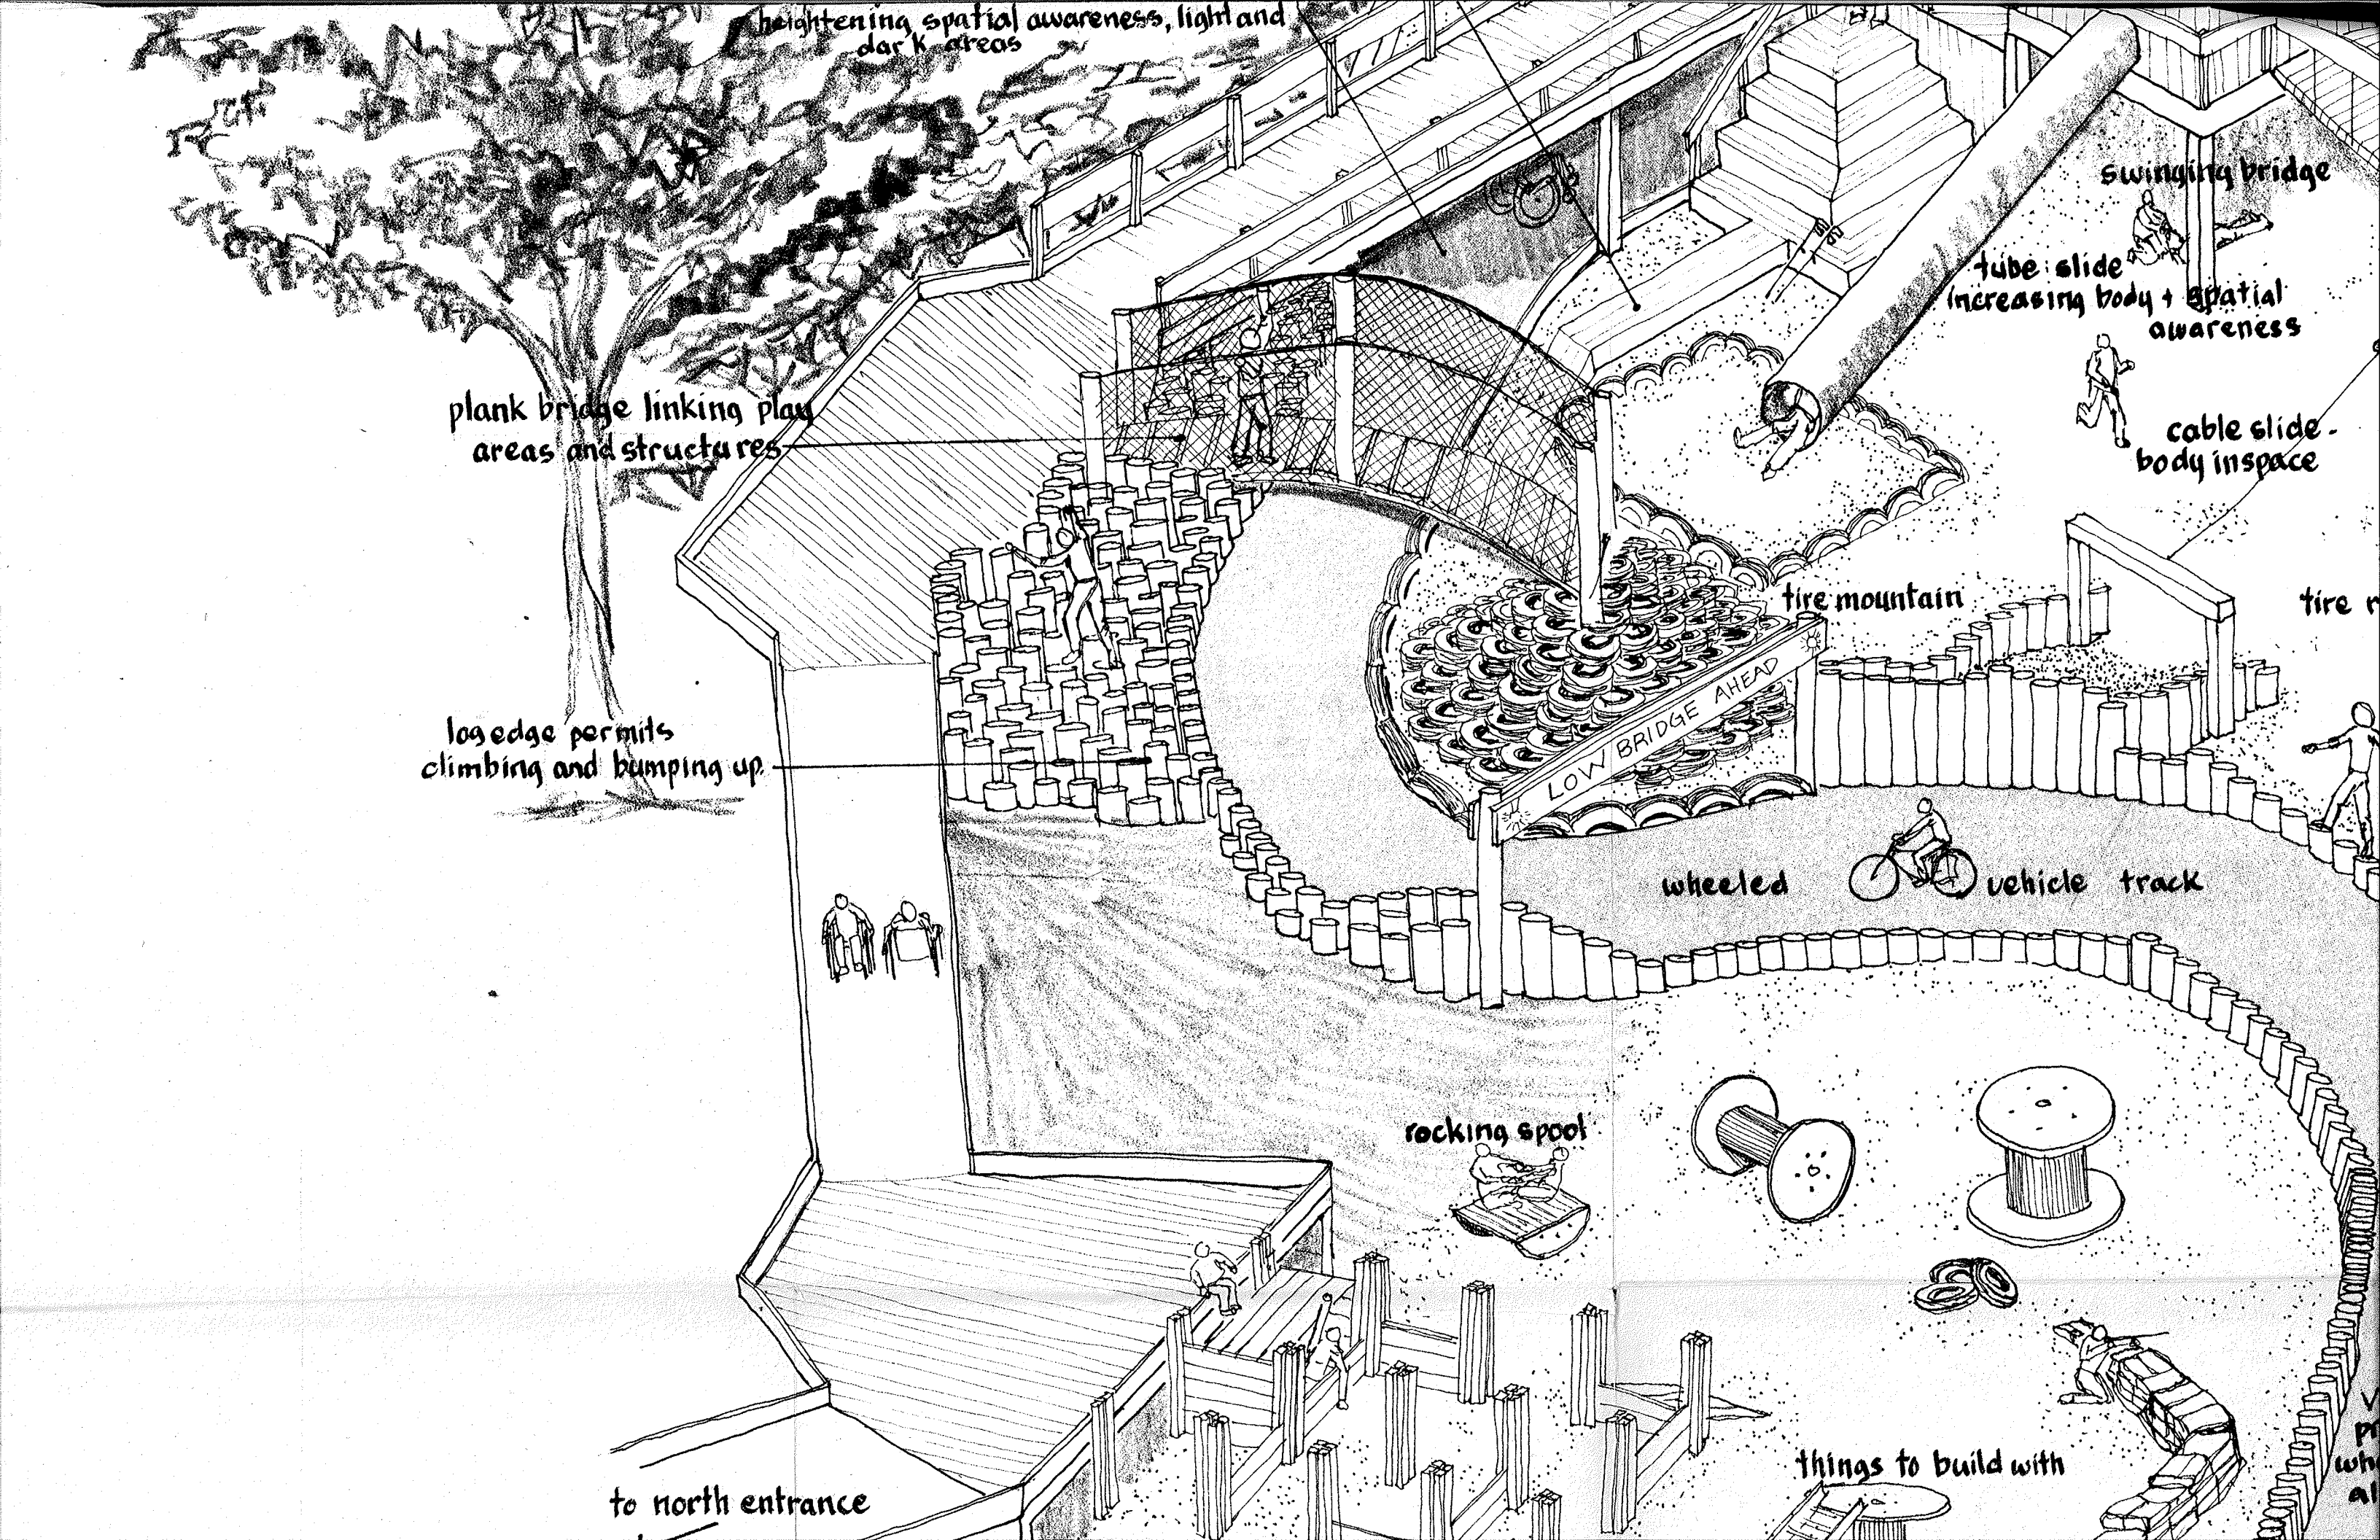 heightening spatial awareness, light and
dark areas
swinging bridge
tube slide
increasing body + spatial
awareness
plank bridge linking play
areas and structures
cable slide-
body in space
tire mountain
tire
LOW BRIDGE AHEAD
log edge permits
climbing and bumping up.
wheeled vehicle track
rocking spool
things to build with
to north entrance